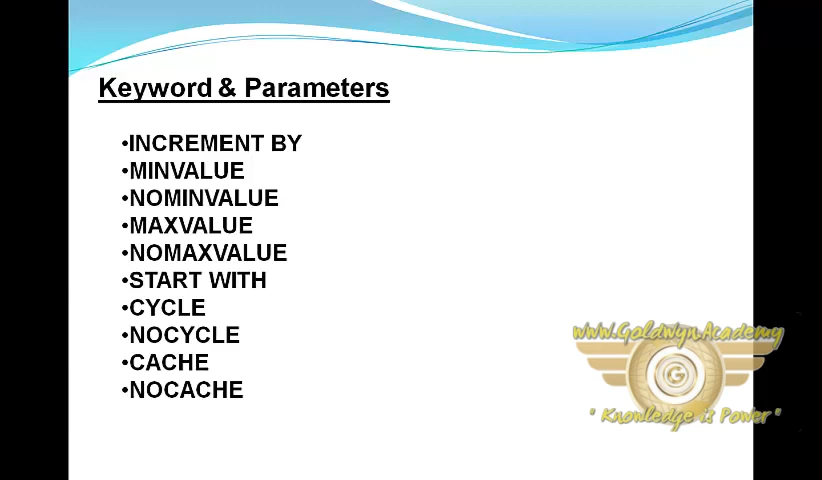 Keyword & Parameters
•INCREMENT BY
•MINVALUE
•NOMINVALUE
•MAXVALUE
•NOMAXVALUE
•START WITH
•CYCLE
•NOCYCLE
•CACHE
•NOCACHE
www.GoldwynAcademy
G
"Knowledge is Power"